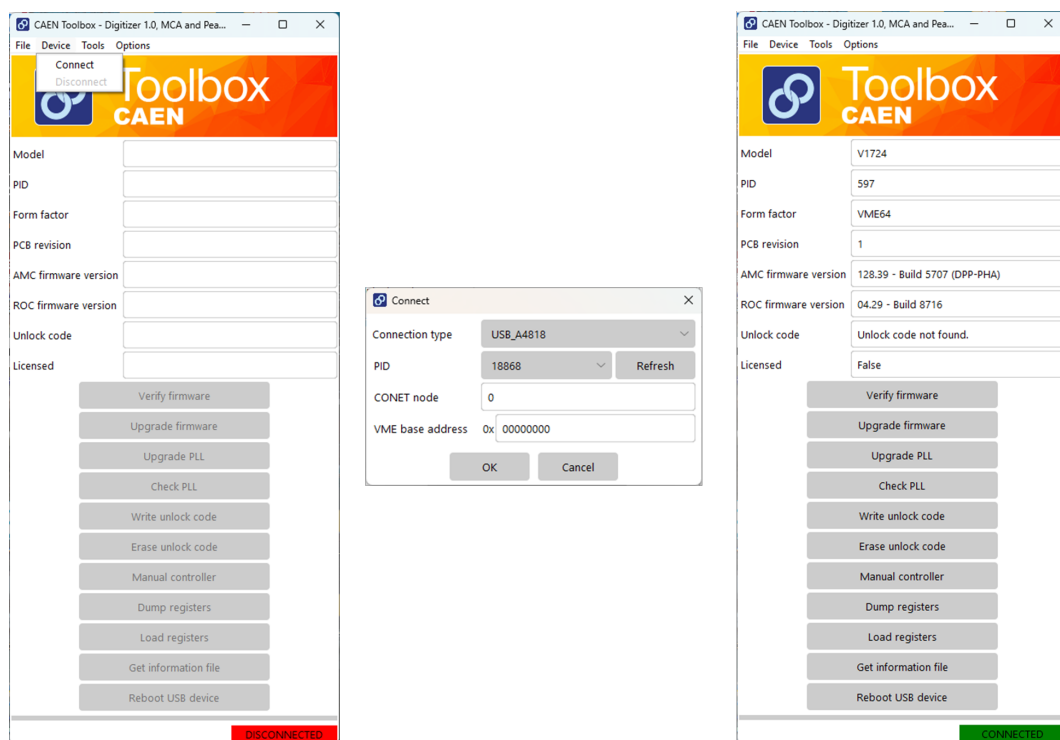 CAEN Toolbox - Digitizer 1.0, MCA and Pea...
File Device Tools Options
Connect
Disconnect
Toolbox
CAEN
Model
PID
Form factor
PCB revision
AMC firmware version
ROC firmware version
Unlock code
Licensed
Verify firmware
Upgrade firmware
Upgrade PLL
Check PLL
Write unlock code
Erase unlock code
Manual controller
Dump registers
Load registers
Get information file
Reboot USB device
DISCONNECTED
Connect
Connection type USB_A4818
PID 18868 Refresh
CONET node 0
VME base address 0x 00000000
OK Cancel
CAEN Toolbox - Digitizer 1.0, MCA and Pea...
File Device Tools Options
Toolbox
CAEN
Model V1724
PID 597
Form factor VME64
PCB revision 1
AMC firmware version 128.39 - Build 5707 (DPP-PHA)
ROC firmware version 04.29 - Build 8716
Unlock code Unlock code not found.
Licensed False
Verify firmware
Upgrade firmware
Upgrade PLL
Check PLL
Write unlock code
Erase unlock code
Manual controller
Dump registers
Load registers
Get information file
Reboot USB device
CONNECTED